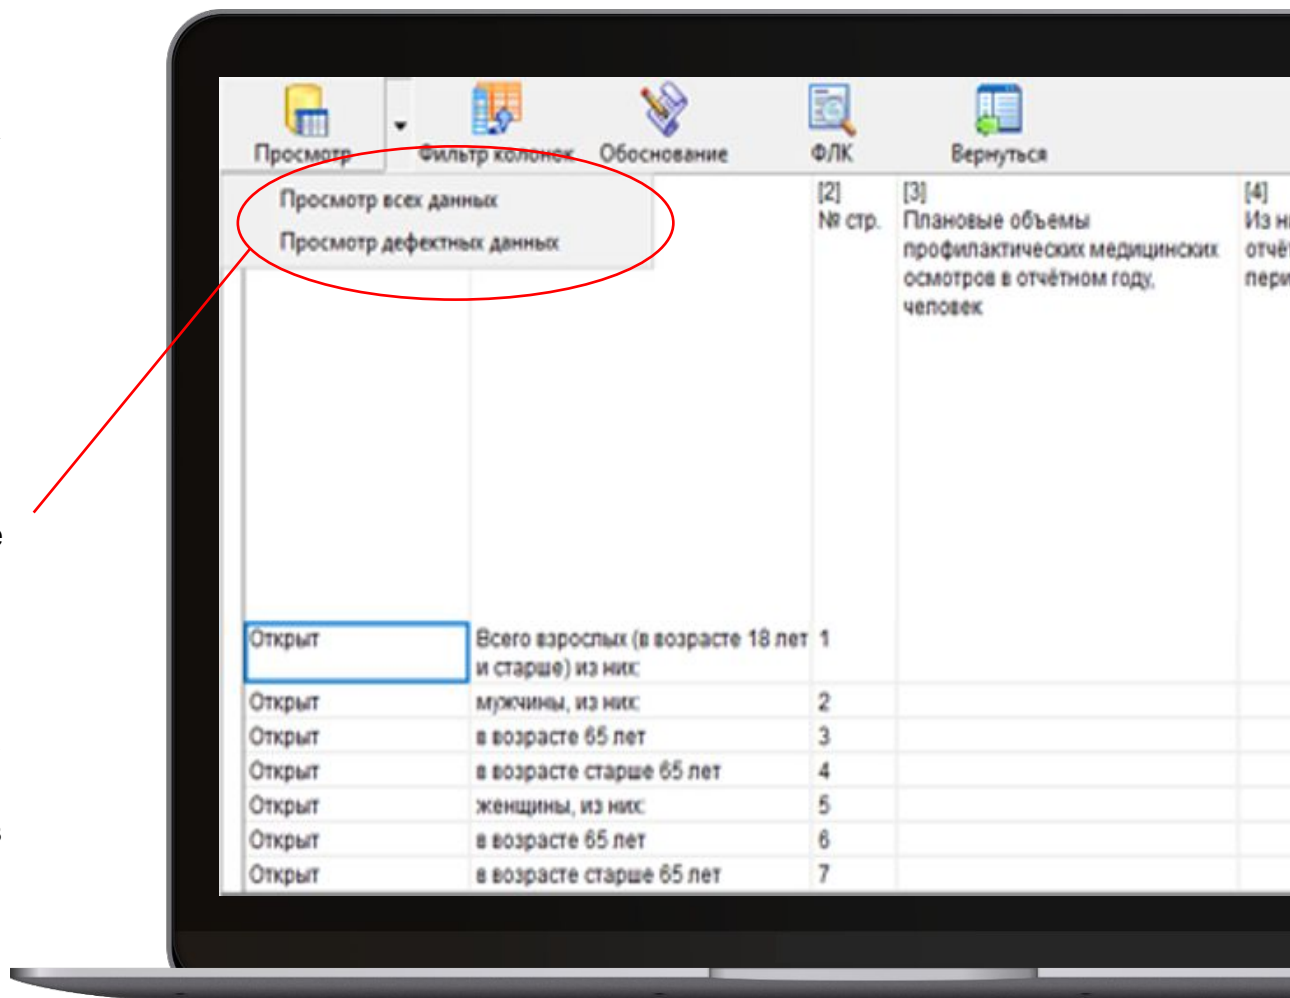 Просмотр
Фильтр колонок
Обоснование
ФЛК
Вернуться
Просмотр всех данных
Просмотр дефектных данных
[2]
№ стр.
[3]
Плановые объемы
профилактических медицинских
осмотров в отчётном году,
человек
[4]
е
Открыт Всего взрослых (в возрасте 18 лет 1
и старше) из них:
Открыт мужчины, из них: 2
Открыт в возрасте 65 лет 3
Открыт в возрасте старше 65 лет 4
Открыт женщины, из них: 5
Открыт в возрасте 65 лет 6
Открыт в возрасте старше 65 лет 7